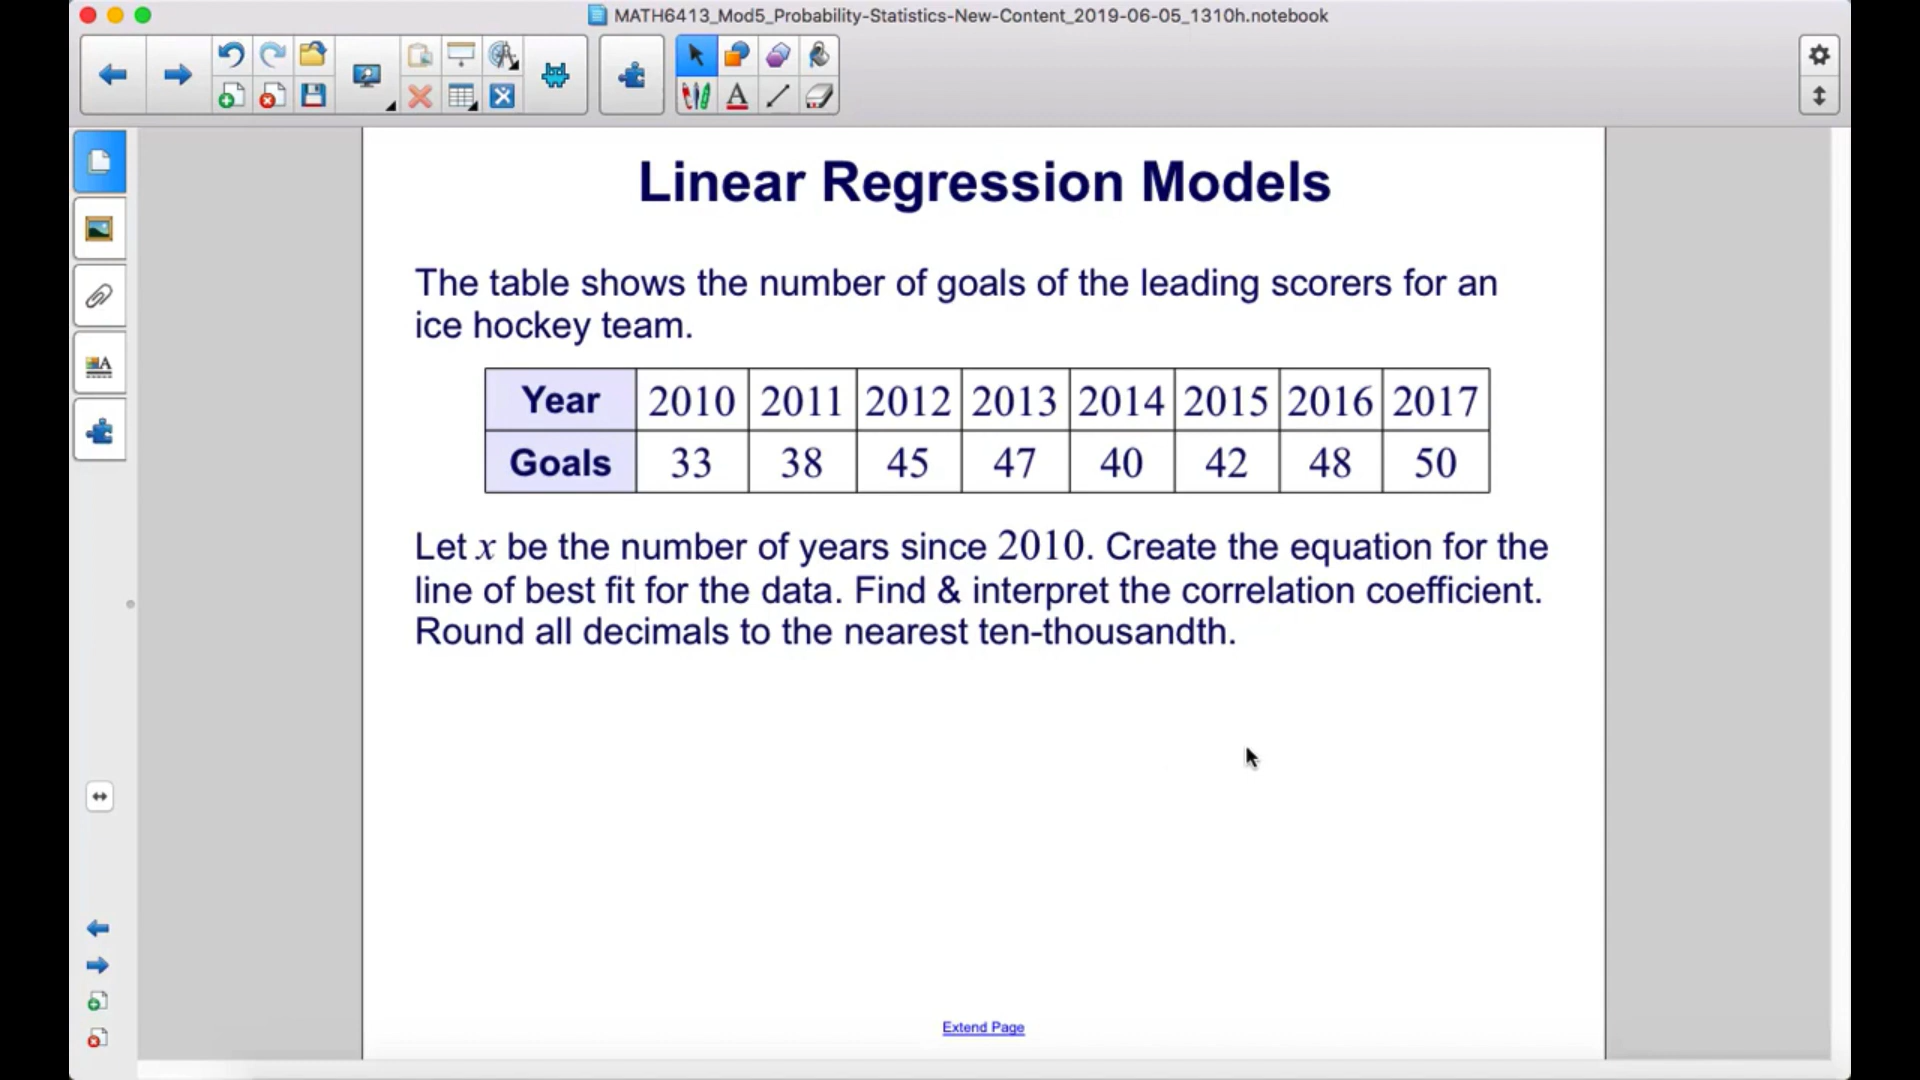 MATH6413_Mod5_Probability-Statistics-New-Content_2019-06-05_1310h.notebook
Linear Regression Models
The table shows the number of goals of the leading scorers for an
ice hockey team.
Year 2010 2011 2012 2013 2014 2015 2016 2017
Goals 33 38 45 47 40 42 48 50
Let x be the number of years since 2010. Create the equation for the
line of best fit for the data. Find & interpret the correlation coefficient.
Round all decimals to the nearest ten-thousandth.
Extend Page